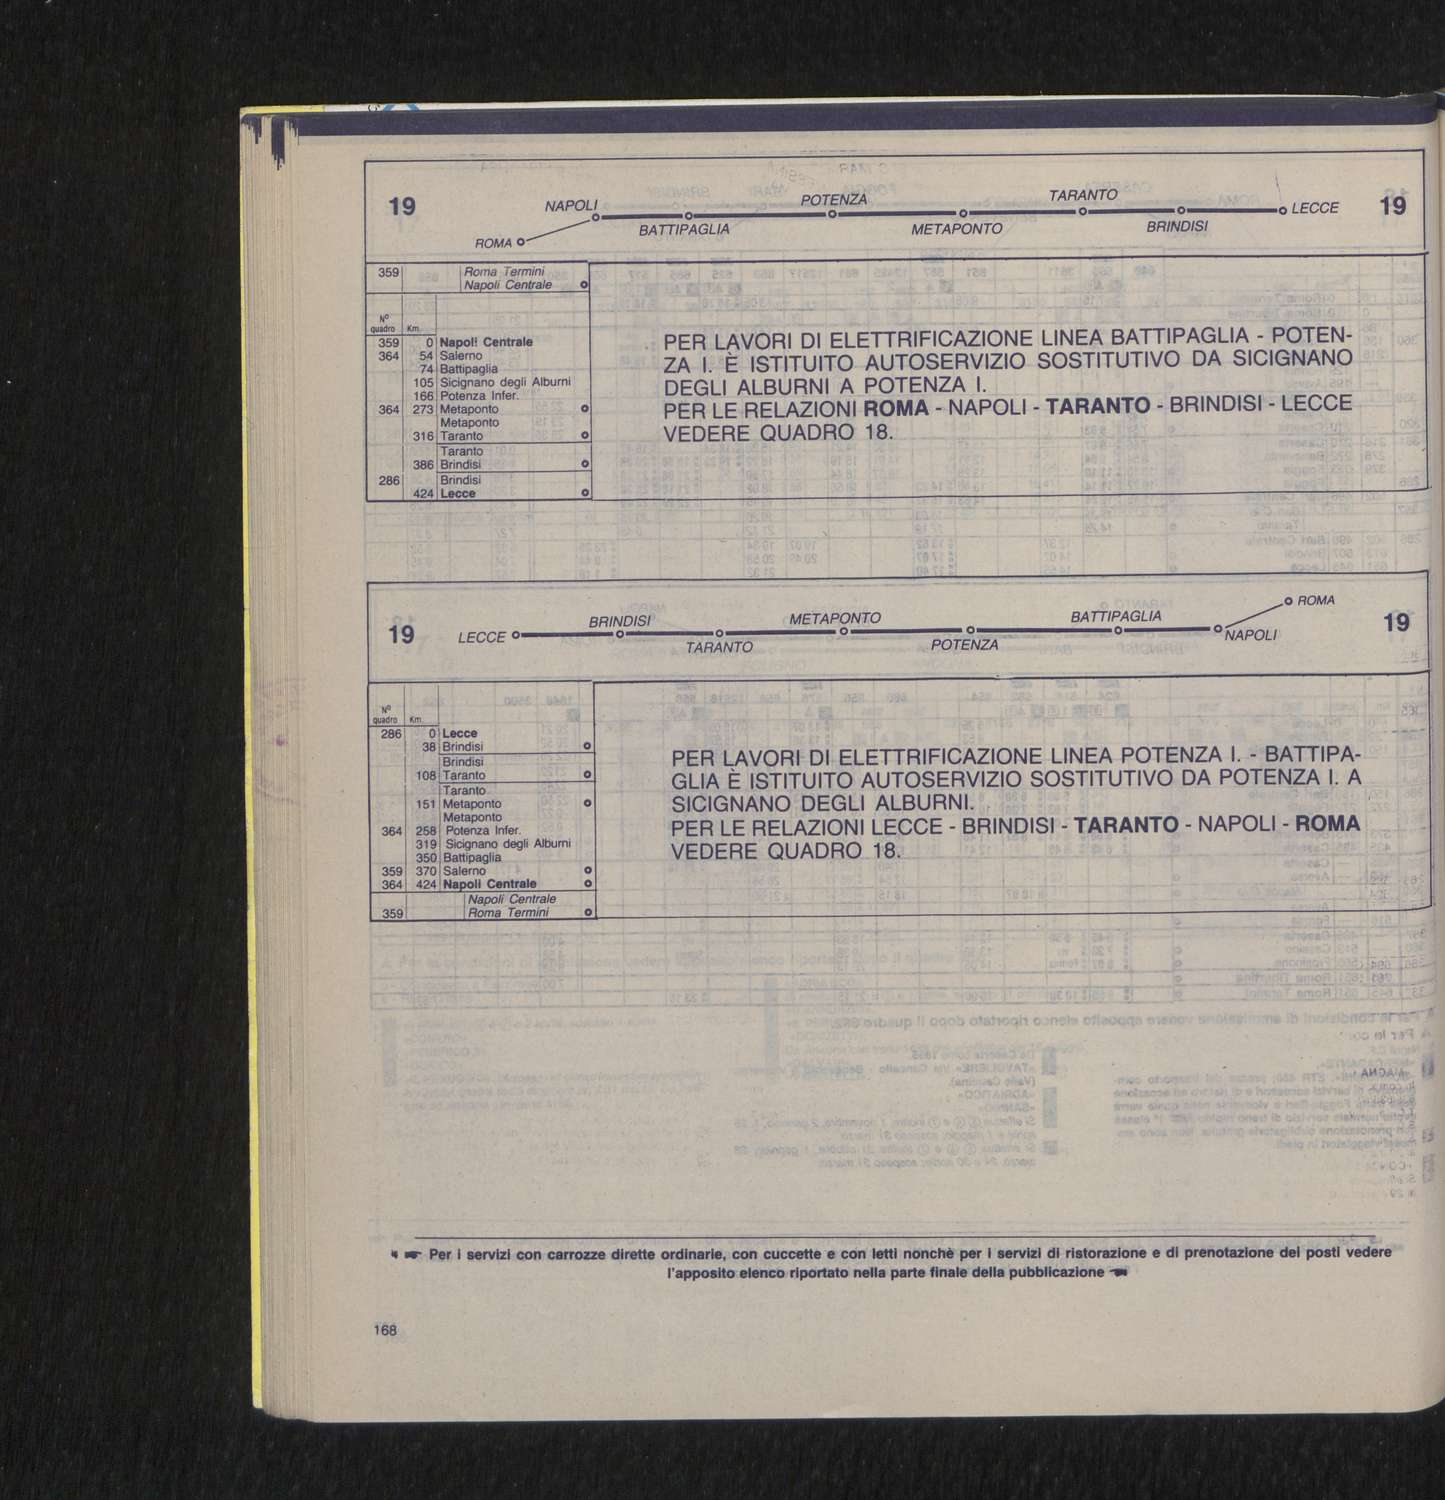 19 NAPOLI POTENZA TARANTO LECCE 19
ROMA BATTIPAGLIA METAPONTO BRINDISI
359 Roma Termini
Napoli Centrale
Nº quadro Km.
359 0 Napoli Centrale
364 54 Salerno
74 Battipaglia
105 Sicignano degli Alburni
166 Potenza Infer.
364 273 Metaponto
Metaponto
316 Taranto
Taranto
386 Brindisi
286 Brindisi
424 Lecce
PER LAVORI DI ELETTRIFICAZIONE LINEA BATTIPAGLIA - POTEN-
ZA I. È ISTITUITO AUTOSERVIZIO SOSTITUTIVO DA SICIGNANO
DEGLI ALBURNI A POTENZA I.
PER LE RELAZIONI ROMA - NAPOLI - TARANTO - BRINDISI - LECCE
VEDERE QUADRO 18.
19 LECCE BRINDISI METAPONTO BATTIPAGLIA ROMA 19
TARANTO POTENZA NAPOLI
Nº quadro Km.
286 0 Lecce
38 Brindisi
Brindisi
108 Taranto
Taranto
151 Metaponto
Metaponto
364 258 Potenza Infer.
319 Sicignano degli Alburni
350 Battipaglia
359 370 Salerno
364 424 Napoli Centrale
Napoli Centrale
359 Roma Termini
PER LAVORI DI ELETTRIFICAZIONE LINEA POTENZA I. - BATTIPA-
GLIA È ISTITUITO AUTOSERVIZIO SOSTITUTIVO DA POTENZA I. A
SICIGNANO DEGLI ALBURNI.
PER LE RELAZIONI LECCE - BRINDISI - TARANTO - NAPOLI - ROMA
VEDERE QUADRO 18.
Per i servizi con carrozze dirette ordinarie, con cuccette e con letti nonchè per i servizi di ristorazione e di prenotazione dei posti vedere
l'apposito elenco riportato nella parte finale della pubblicazione
168